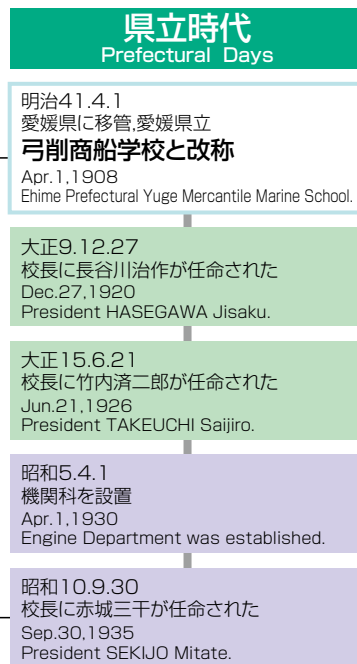 県立時代
Prefectural Days
明治41.4.1
愛媛県に移管,愛媛県立
弓削商船学校と改称
Apr.1,1908
Ehime Prefectural Yuge Mercantile Marine School.
大正9.12.27
校長に長谷川治作が任命された
Dec.27,1920
President HASEGAWA Jisaku.
大正15.6.21
校長に竹内済二郎が任命された
Jun.21,1926
President TAKEUCHI Saijiro.
昭和5.4.1
機関科を設置
Apr.1,1930
Engine Department was established.
昭和10.9.30
校長に赤城三干が任命された
Sep.30,1935
President SEKIJO Mitate.